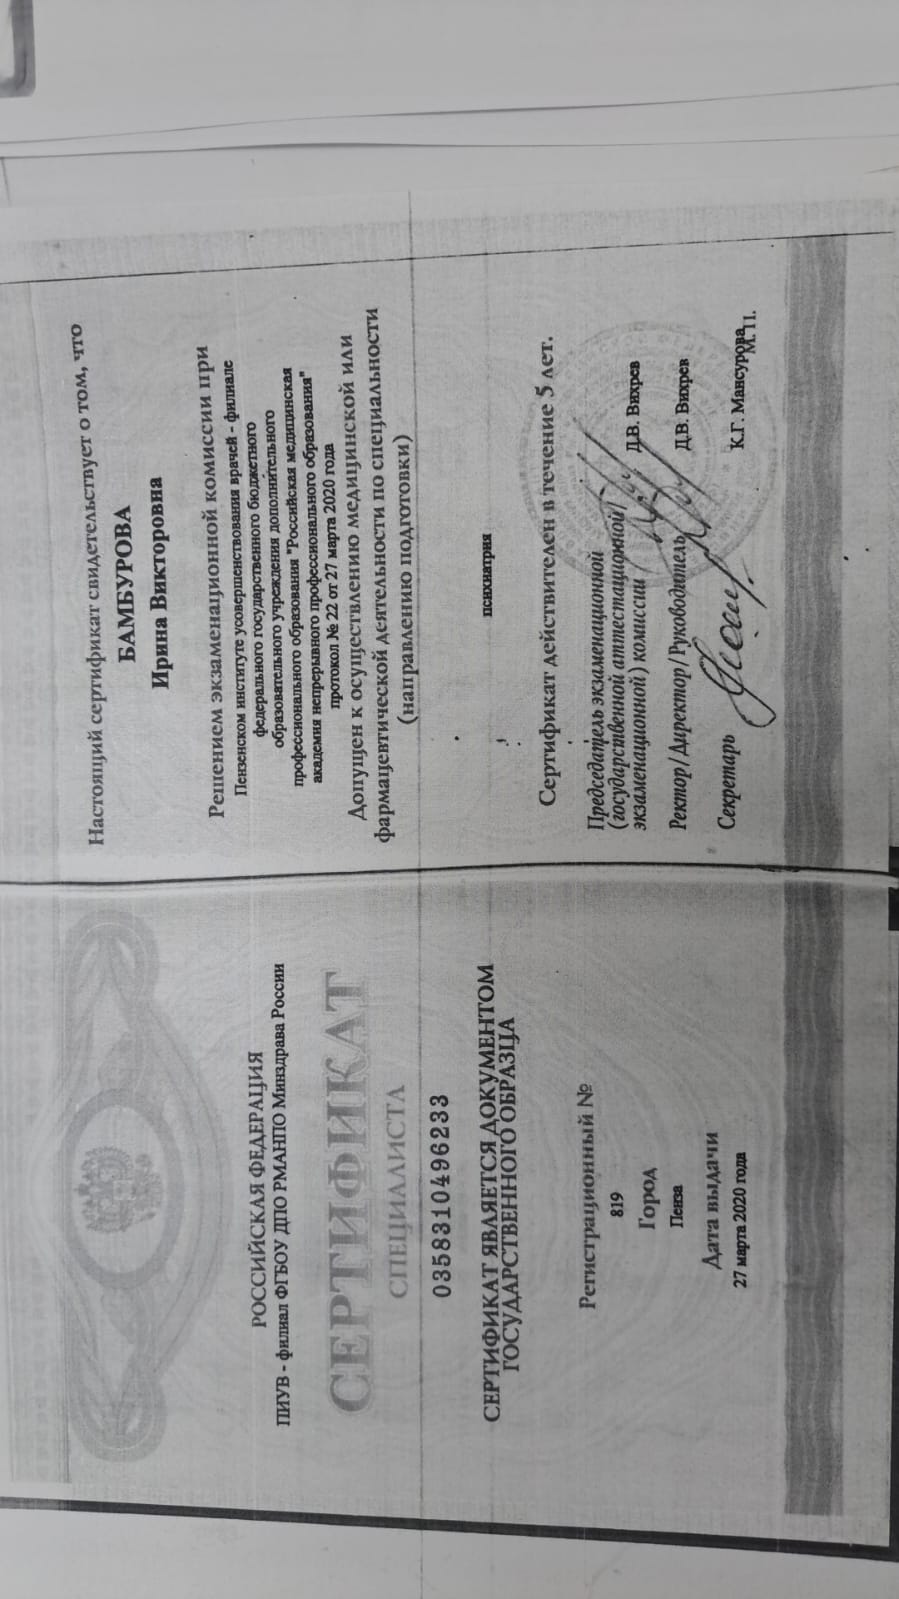 РОССИЙСКАЯ ФЕДЕРАЦИЯ
ПИУВ - филиал ФГБОУ ДПО РМАНПО Минздрава России
СЕРТИФИКАТ
СПЕЦИАЛИСТА
0358310496233
СЕРТИФИКАТ ЯВЛЯЕТСЯ ДОКУМЕНТОМ
ГОСУДАРСТВЕННОГО ОБРАЗЦА
Регистрационный №
819
Город
Пенза
Дата выдачи
27 марта 2020 года
Настоящий сертификат свидетельствует о том, что
БАМБУРОВА
Ирина Викторовна
Решением экзаменационной комиссии при
Пензенском институте усовершенствования врачей - филиале
федерального государственного бюджетного
образовательного учреждения дополнительного
профессионального образования "Российская медицинская
академия непрерывного профессионального образования"
протокол № 22 от 27 марта 2020 года
Допущен к осуществлению медицинской или
фармацевтической деятельности по специальности
(направлению подготовки)
психиатрия
Сертификат действителен в течение 5 лет.
Председатель экзаменационной
(государственной аттестационной/
экзаменационной) комиссии Д.В. Вихрев
Ректор/Директор/Руководитель Д.В. Вихрев
Секретарь К.Г. Мансурова
М.П.